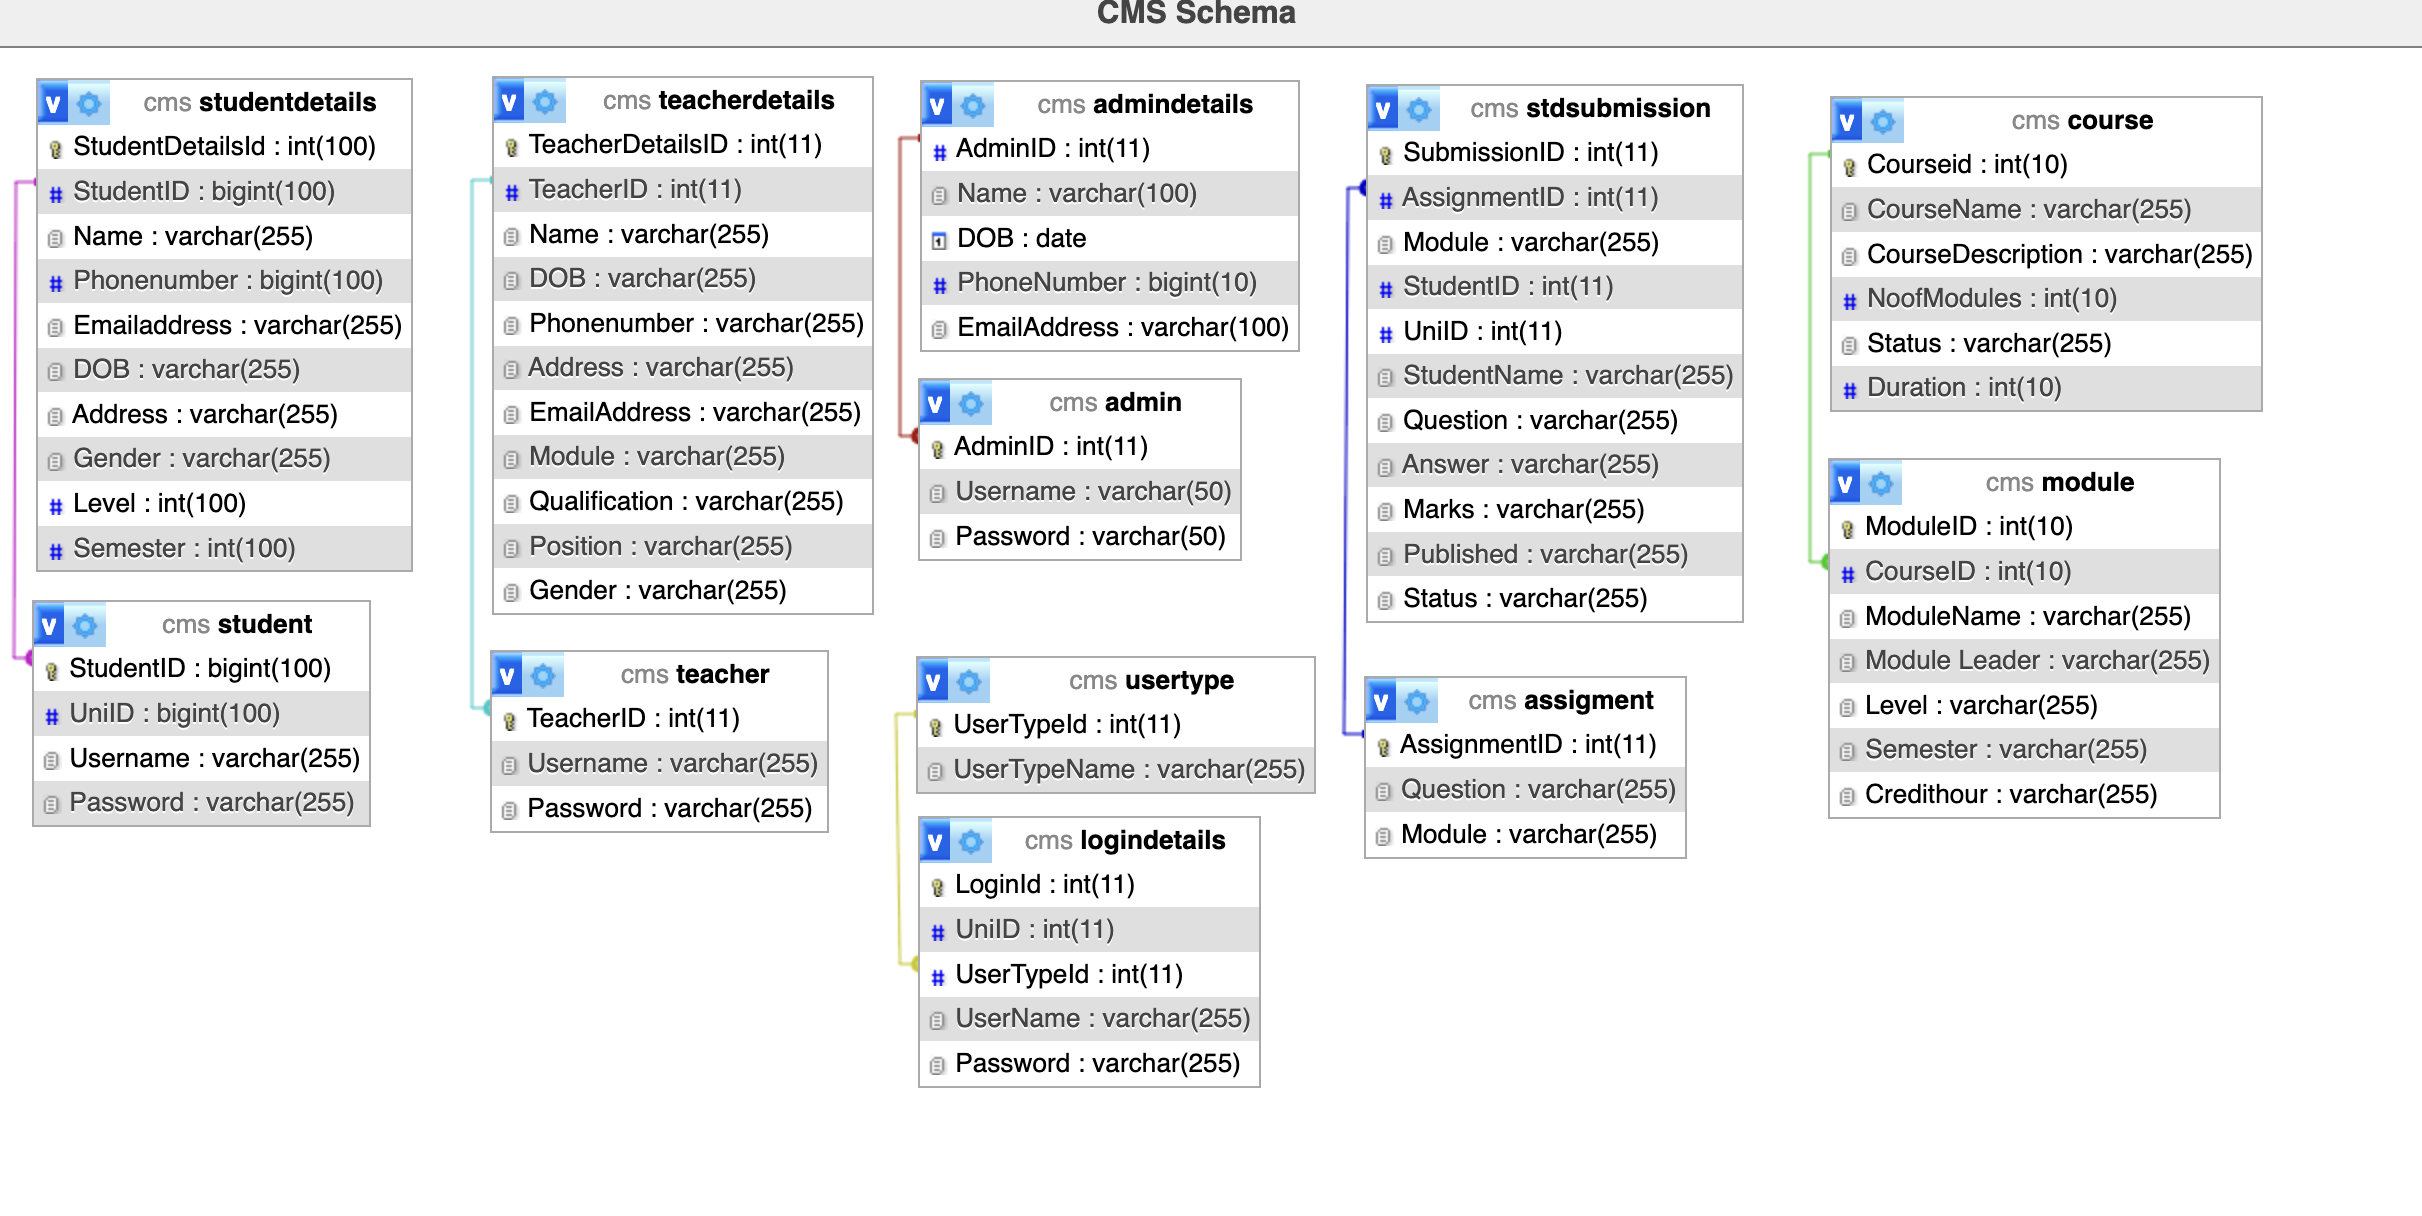 CMS Schema
v cms studentdetails
StudentDetailsId : int(100)
# StudentID : bigint(100)
Name : varchar(255)
# Phonenumber : bigint(100)
Emailaddress : varchar(255)
DOB : varchar(255)
Address : varchar(255)
Gender : varchar(255)
# Level : int(100)
# Semester : int(100)
v cms student
StudentID : bigint(100)
# UniID : bigint(100)
Username : varchar(255)
Password : varchar(255)
v cms teacherdetails
TeacherDetailsID : int(11)
# TeacherID : int(11)
Name : varchar(255)
DOB : varchar(255)
Phonenumber : varchar(255)
Address : varchar(255)
EmailAddress : varchar(255)
Module : varchar(255)
Qualification : varchar(255)
Position : varchar(255)
Gender : varchar(255)
v cms teacher
TeacherID : int(11)
Username : varchar(255)
Password : varchar(255)
v cms admindetails
# AdminID : int(11)
Name : varchar(100)
DOB : date
# PhoneNumber : bigint(10)
EmailAddress : varchar(100)
v cms admin
AdminID : int(11)
Username : varchar(50)
Password : varchar(50)
v cms usertype
UserTypeId : int(11)
UserTypeName : varchar(255)
v cms logindetails
LoginId : int(11)
# UniID : int(11)
# UserTypeId : int(11)
UserName : varchar(255)
Password : varchar(255)
v cms stdsubmission
SubmissionID : int(11)
# AssignmentID : int(11)
Module : varchar(255)
# StudentID : int(11)
# UniID : int(11)
StudentName : varchar(255)
Question : varchar(255)
Answer : varchar(255)
Marks : varchar(255)
Published : varchar(255)
Status : varchar(255)
v cms assigment
AssignmentID : int(11)
Question : varchar(255)
Module : varchar(255)
v cms course
Courseid : int(10)
CourseName : varchar(255)
CourseDescription : varchar(255)
# NoofModules : int(10)
Status : varchar(255)
# Duration : int(10)
v cms module
ModuleID : int(10)
# CourseID : int(10)
ModuleName : varchar(255)
Module Leader : varchar(255)
Level : varchar(255)
Semester : varchar(255)
Credithour : varchar(255)